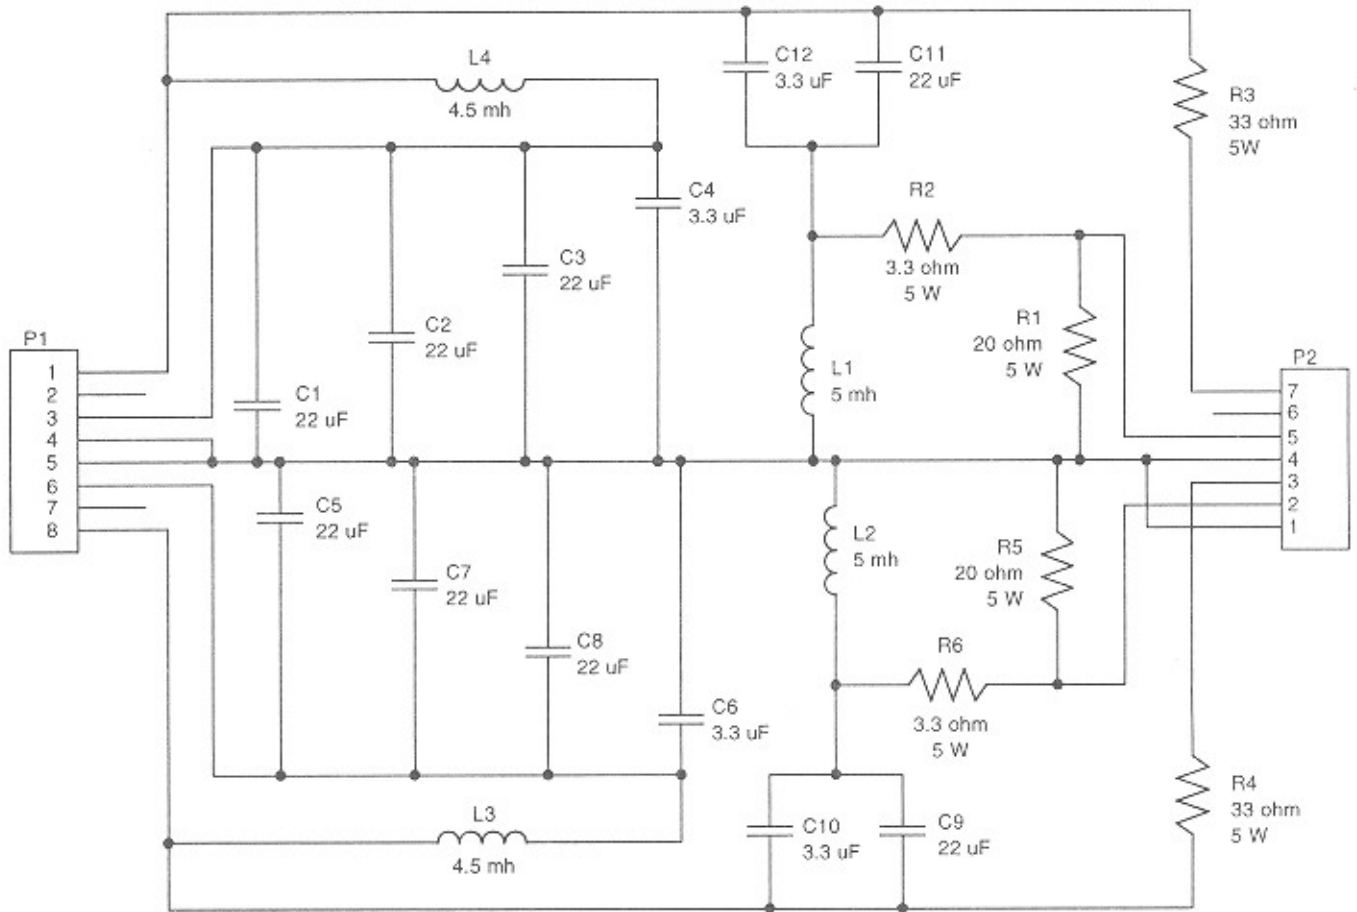 L4
4.5 mh
C12
3.3 uF
C11
22 uF
R3
33 ohm
5W
C4
3.3 uF
R2
3.3 ohm
5 W
C3
22 uF
C2
22 uF
R1
20 ohm
5 W
P1
1
2
3
4
5
6
7
8
C1
22 uF
L1
5 mh
P2
7
6
5
4
3
2
1
C5
22 uF
L2
5 mh
R5
20 ohm
5 W
C7
22 uF
C8
22 uF
R6
3.3 ohm
5 W
C6
3.3 uF
R4
33 ohm
5 W
L3
4.5 mh
C10
3.3 uF
C9
22 uF